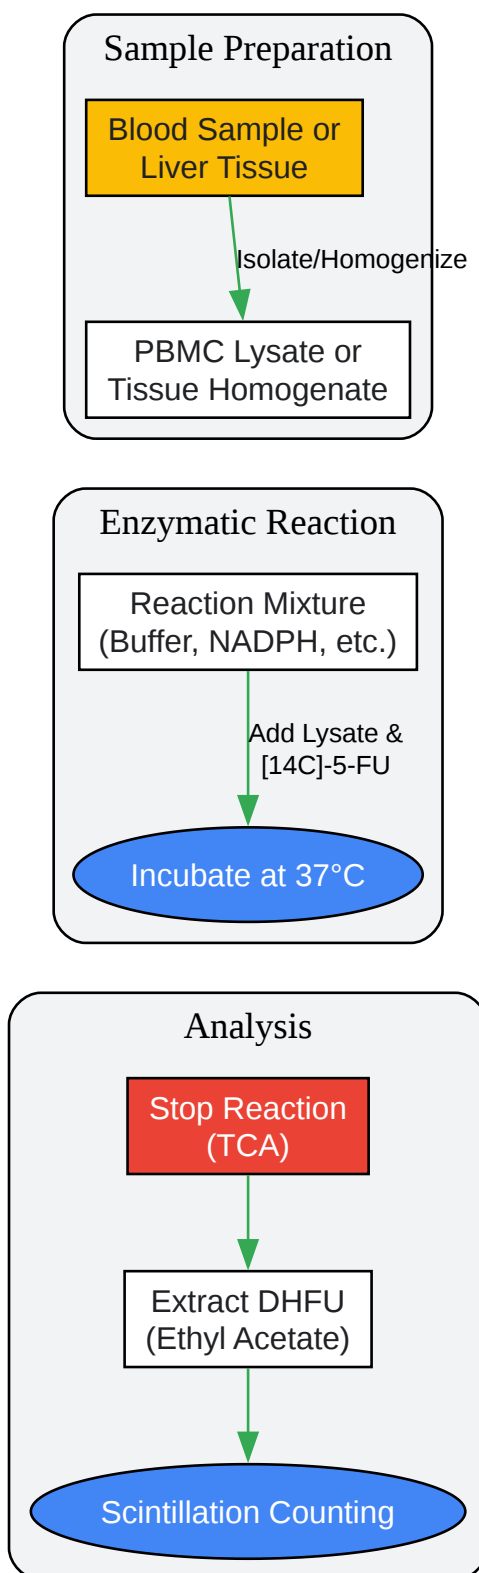 Sample Preparation
Blood Sample or
Liver Tissue
Isolate/Homogenize
PBMC Lysate or
Tissue Homogenate
Enzymatic Reaction
Reaction Mixture
(Buffer, NADPH, etc.)
Add Lysate &
[14C]-5-FU
Incubate at 37°C
Analysis
Stop Reaction
(TCA)
Extract DHFU
(Ethyl Acetate)
Scintillation Counting